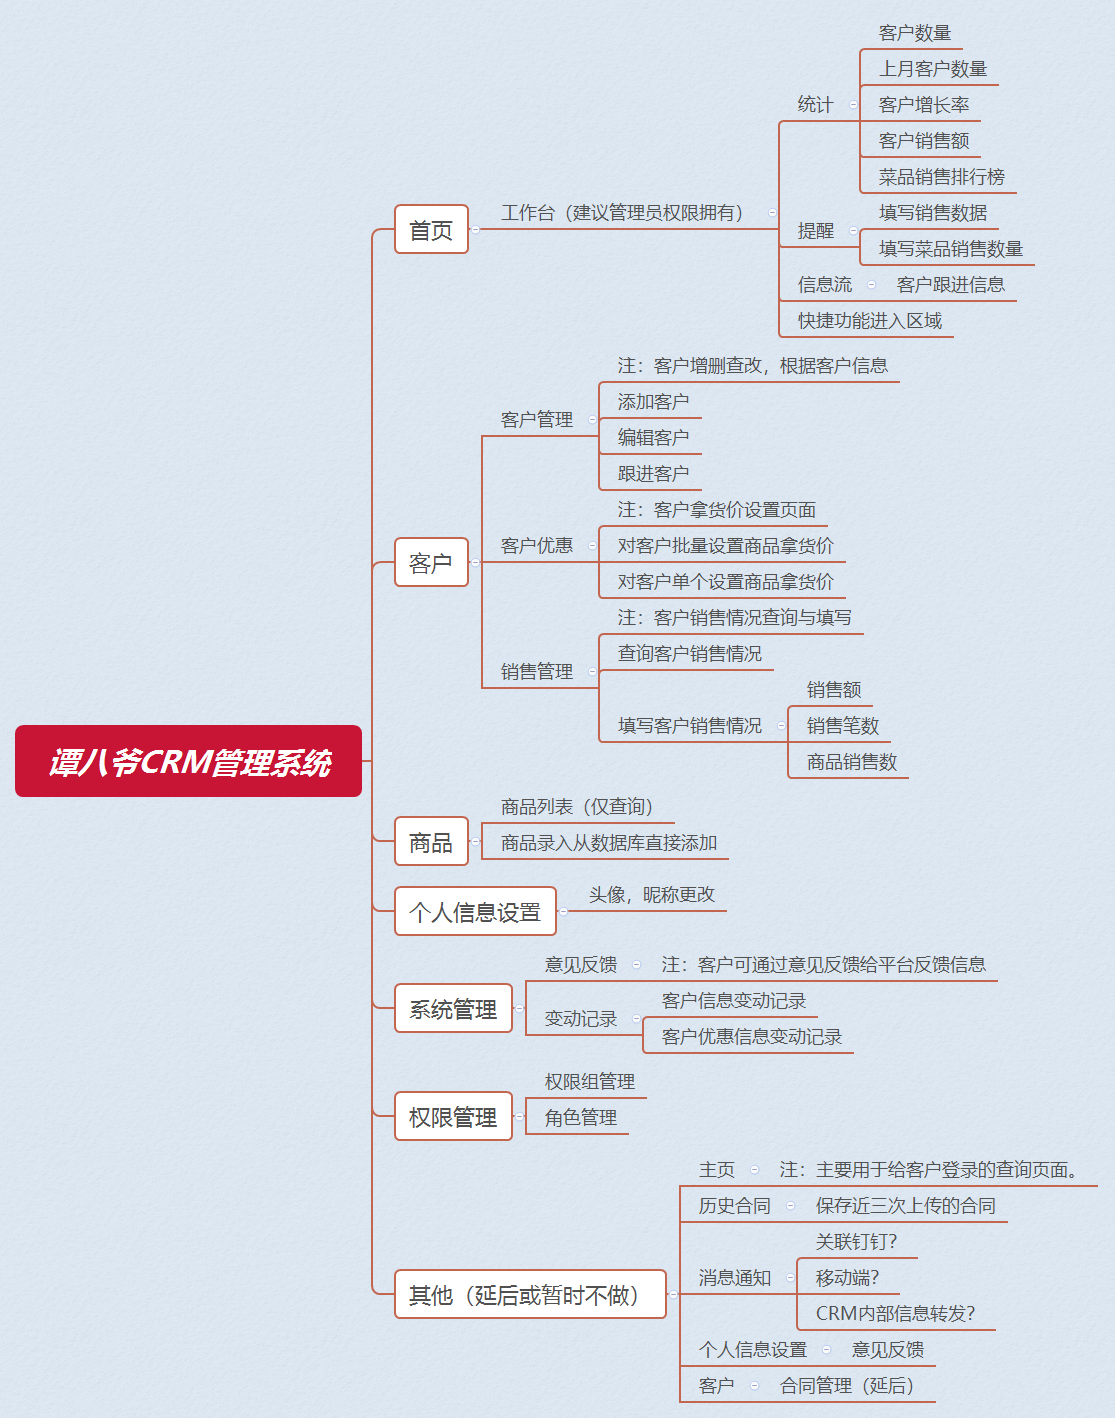 谭八爷CRM管理系统
首页
工作台（建议管理员权限拥有）
统计
客户数量
上月客户数量
客户增长率
客户销售额
菜品销售排行榜
提醒
填写销售数据
填写菜品销售数量
信息流
客户跟进信息
快捷功能进入区域
客户
客户管理
注：客户增删查改，根据客户信息
添加客户
编辑客户
跟进客户
客户优惠
注：客户拿货价设置页面
对客户批量设置商品拿货价
对客户单个设置商品拿货价
销售管理
注：客户销售情况查询与填写
查询客户销售情况
填写客户销售情况
销售额
销售笔数
商品销售数
商品
商品列表（仅查询）
商品录入从数据库直接添加
个人信息设置
头像，昵称更改
系统管理
意见反馈
注：客户可通过意见反馈给平台反馈信息
变动记录
客户信息变动记录
客户优惠信息变动记录
权限管理
权限组管理
角色管理
其他（延后或暂时不做）
主页
注：主要用于给客户登录的查询页面。
历史合同
保存近三次上传的合同
消息通知
关联钉钉？
移动端？
CRM内部信息转发？
个人信息设置
意见反馈
客户
合同管理（延后）